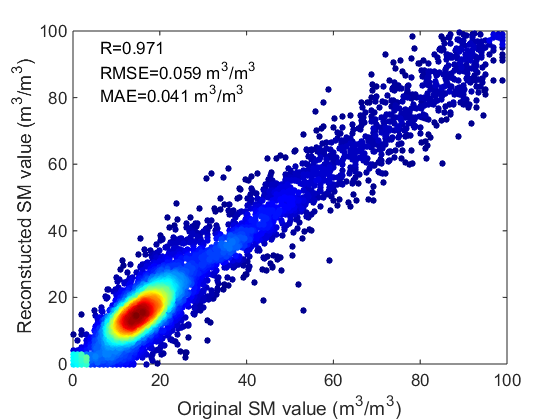 R=0.971
RMSE=0.059 m³/m³
MAE=0.041 m³/m³
Reconstucted SM value (m³/m³)
100
80
60
40
20
0
0 20 40 60 80 100
Original SM value (m³/m³)